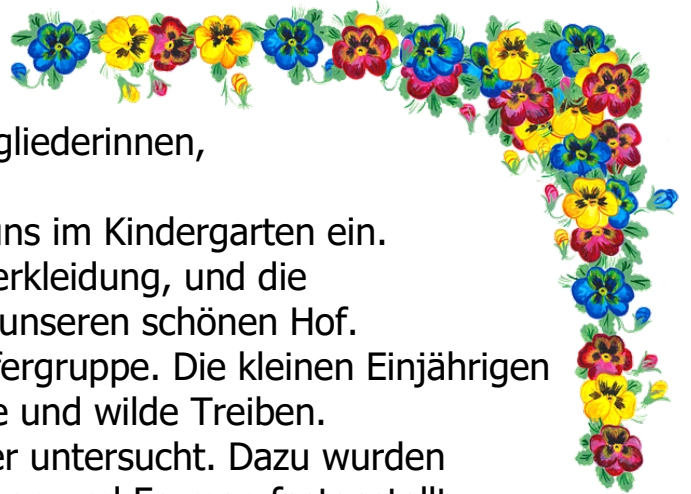 gliederinnen,
uns im Kindergarten ein.
erkleidung, und die
unseren schönen Hof.
fergruppe. Die kleinen Einjährigen
e und wilde Treiben.
er untersucht. Dazu wurden